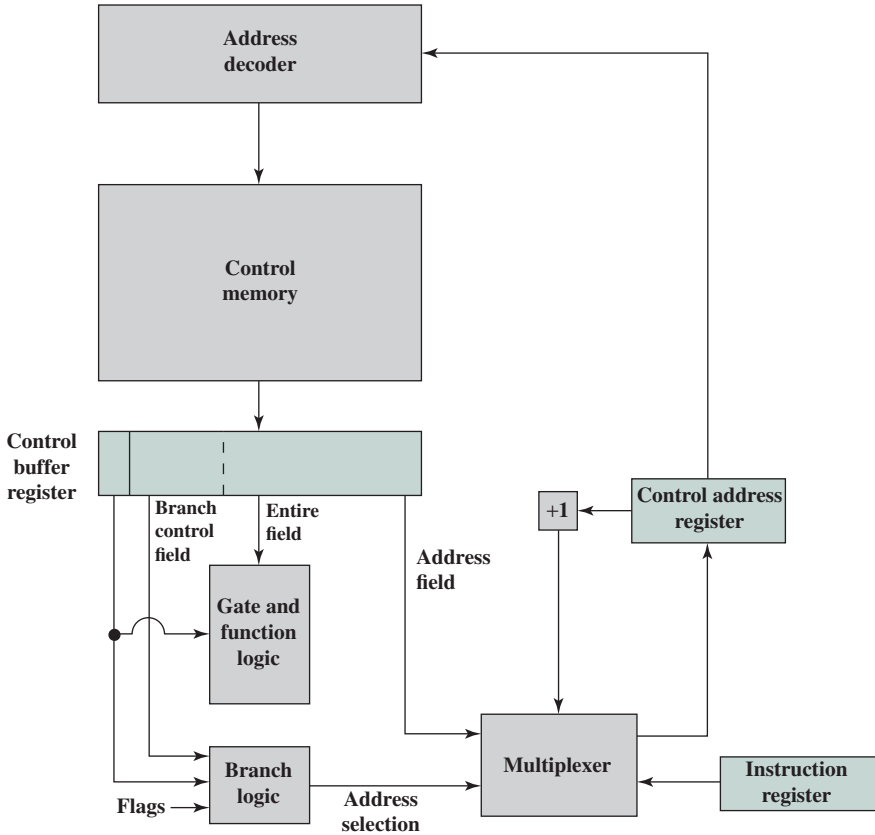 Address
decoder
Control
memory
Control
buffer
register
Branch
control
field
Entire
field
Address
field
+1
Control address
register
Gate and
function
logic
Branch
logic
Flags
Address
selection
Multiplexer
Instruction
register